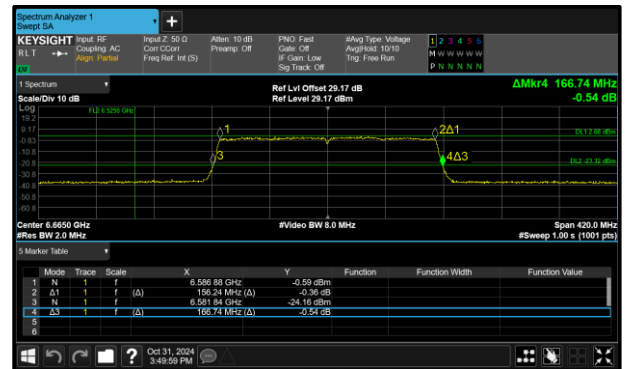 Spectrum Analyzer 1
Swept SA
KEYSIGHT
R L T
Input: RF
Coupling: AC
Align: Partial
Input Z: 50 Ω
Corr CCorr
Freq Ref: Int (S)
Atten: 10 dB
Preamp: Off
PNO: Fast
Gate: Off
IF Gain: Low
Sig Track: Off
#Avg Type: Voltage
Avg|Hold: 10/10
Trig: Free Run
1 2 3 4 5 6
M W W W W W
P N N N N N
1 Spectrum
Scale/Div 10 dB
Ref Lvl Offset 29.17 dB
Ref Level 29.17 dBm
ΔMkr4 166.74 MHz
-0.54 dB
Log
19.2
9.17
-0.83
-10.8
-20.8
-30.8
-40.8
-50.8
-60.8
1
2Δ1
3
4Δ3
DL1 2.68 dBm
DL2 -23.32 dBm
Center 6.6650 GHz
#Res BW 2.0 MHz
#Video BW 8.0 MHz
Span 420.0 MHz
#Sweep 1.00 s (1001 pts)
5 Marker Table
Mode Trace Scale X Y Function Function Width Function Value
1 N 1 f 6.586 88 GHz -0.59 dBm
2 Δ1 1 f (Δ) 156.24 MHz (Δ) -0.36 dB
3 N 1 f 6.581 84 GHz -24.16 dBm
4 Δ3 1 f (Δ) 166.74 MHz (Δ) -0.54 dB
5
6
Oct 31, 2024
3:49:59 PM